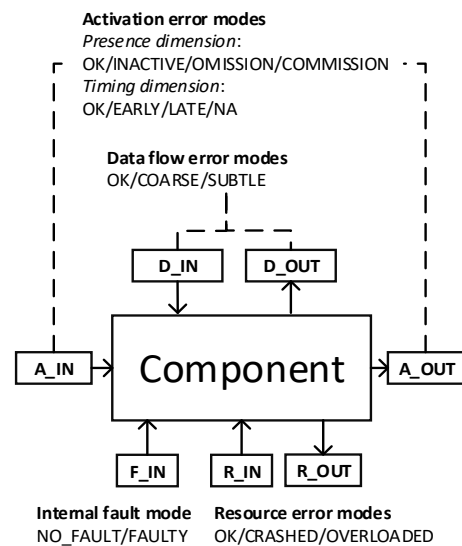 Activation error modes
Presence dimension:
OK/INACTIVE/OMISSION/COMMISSION
Timing dimension:
OK/EARLY/LATE/NA
Data flow error modes
OK/COARSE/SUBTLE
D_IN
D_OUT
A_IN
Component
A_OUT
F_IN
R_IN
R_OUT
Internal fault mode
NO_FAULT/FAULTY
Resource error modes
OK/CRASHED/OVERLOADED